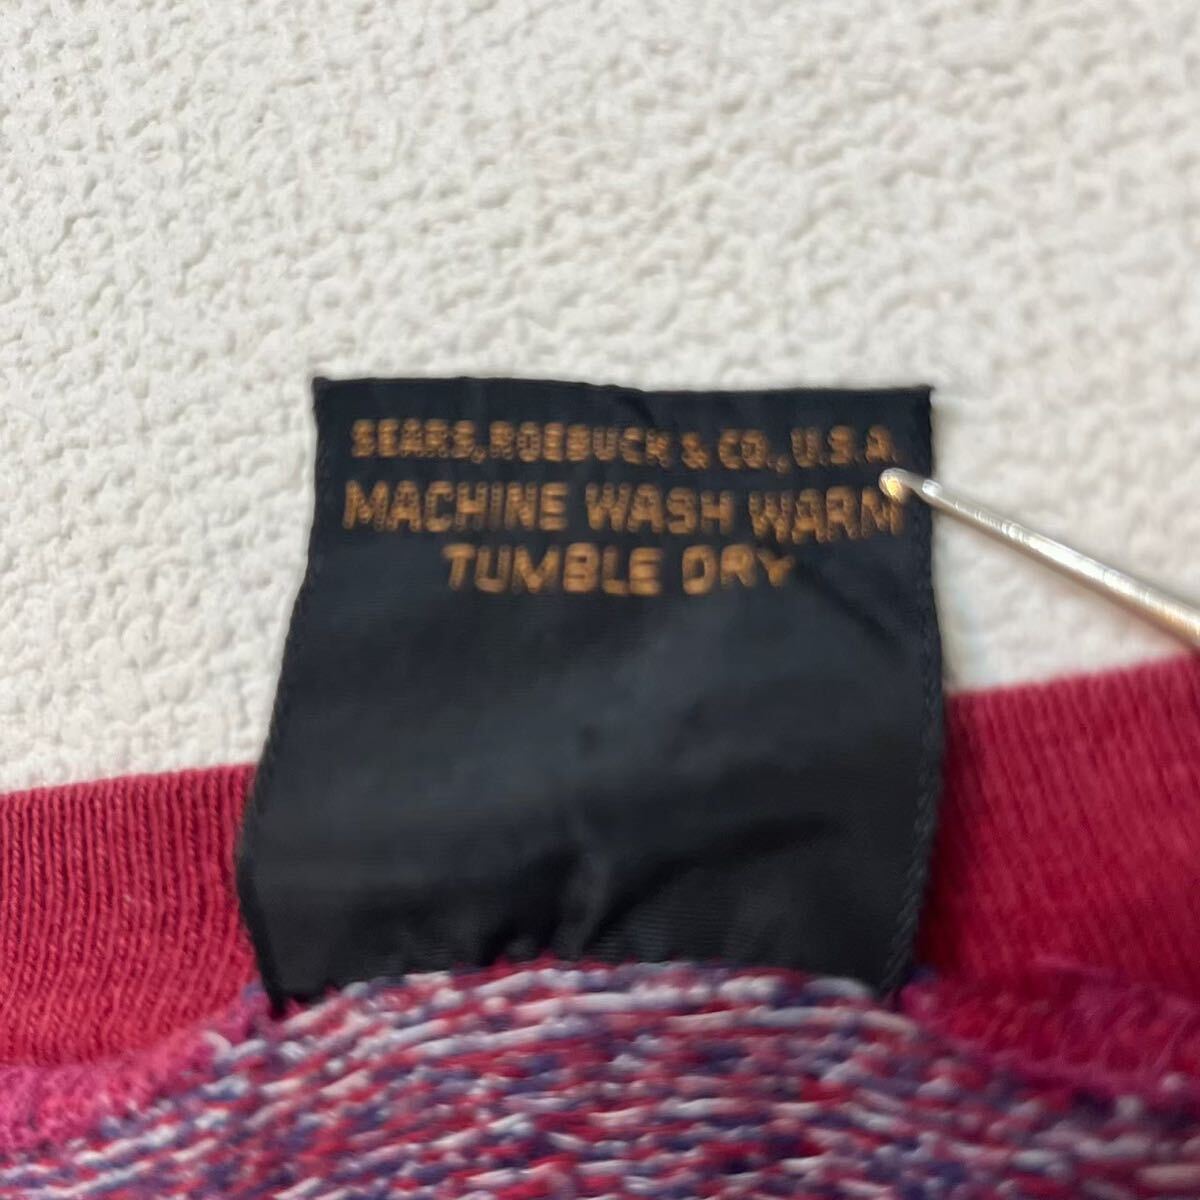 SEARS, ROEBUCK & CO., U.S.A.
MACHINE WASH WARM
TUMBLE DRY